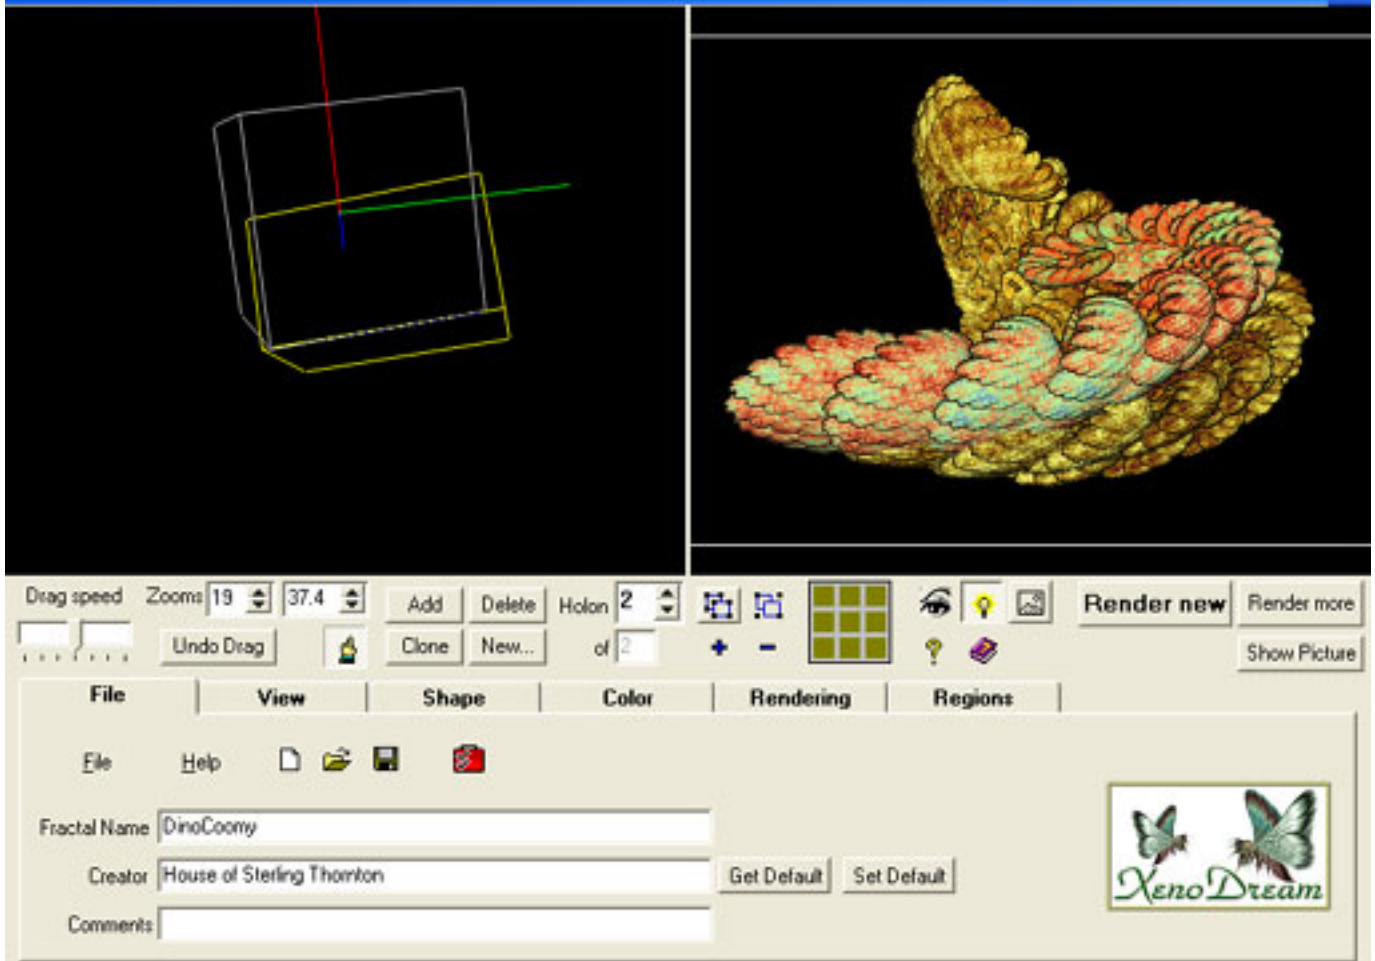 Drag speed Zooms 19 37.4 Add Delete Holon 2 Render new Render more
Undo Drag Clone New... of 2 Show Picture
File View Shape Color Rendering Regions
File Help
Fractal Name DinoCoomy
Creator House of Sterling Thornton Get Default Set Default
XenoDream
Comments